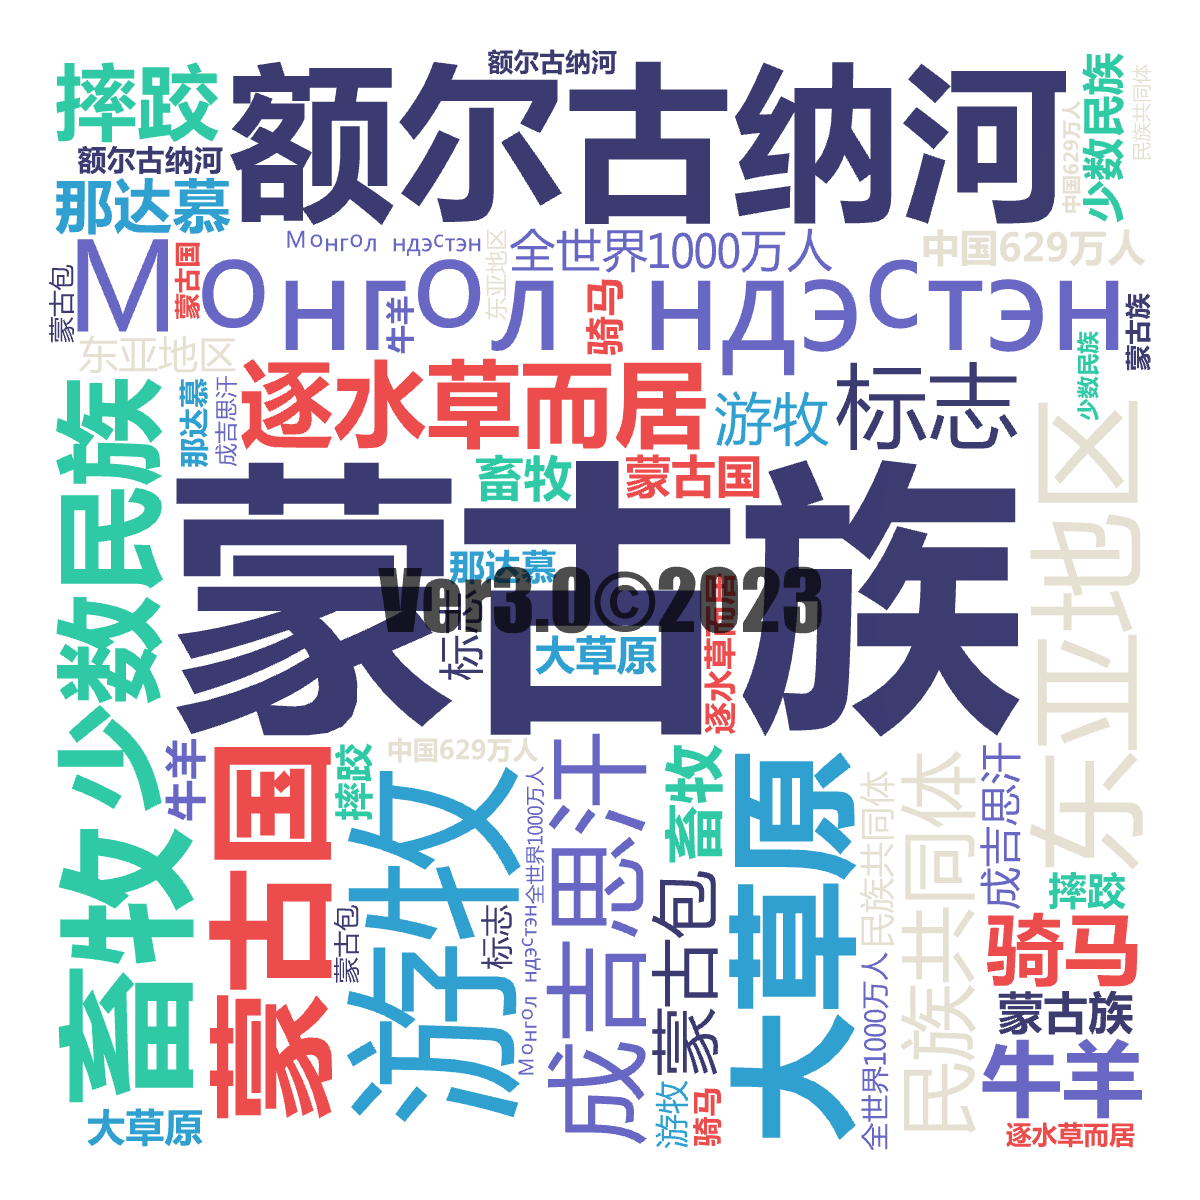 额尔古纳河
摔跤
额尔古纳河
少数民族
民族共同体
中国629万人
额尔古纳河
那达慕
Монгол ндэстэн
全世界1000万人
中国629万人
蒙古包
蒙古国
Монгол ндэстэн
东亚地区
牛羊
骑马
蒙古族
东亚地区
少数民族
逐水草而居
游牧
标志
那达慕
成吉思汗
少数民族
东亚地区
畜牧
蒙古国
蒙古族
那达慕
Ver3.0©2023
标志
大草原
逐水草而居
牛羊
蒙古国
摔跤
中国629万人
游牧
全世界1000万人
成吉思汗
畜牧
大草原
民族共同体
民族共同体
成吉思汗
畜牧
蒙古包
标志
Монгол ндэстэн
蒙古包
摔跤
骑马
蒙古族
牛羊
全世界1000万人
大草原
游牧
骑马
逐水草而居